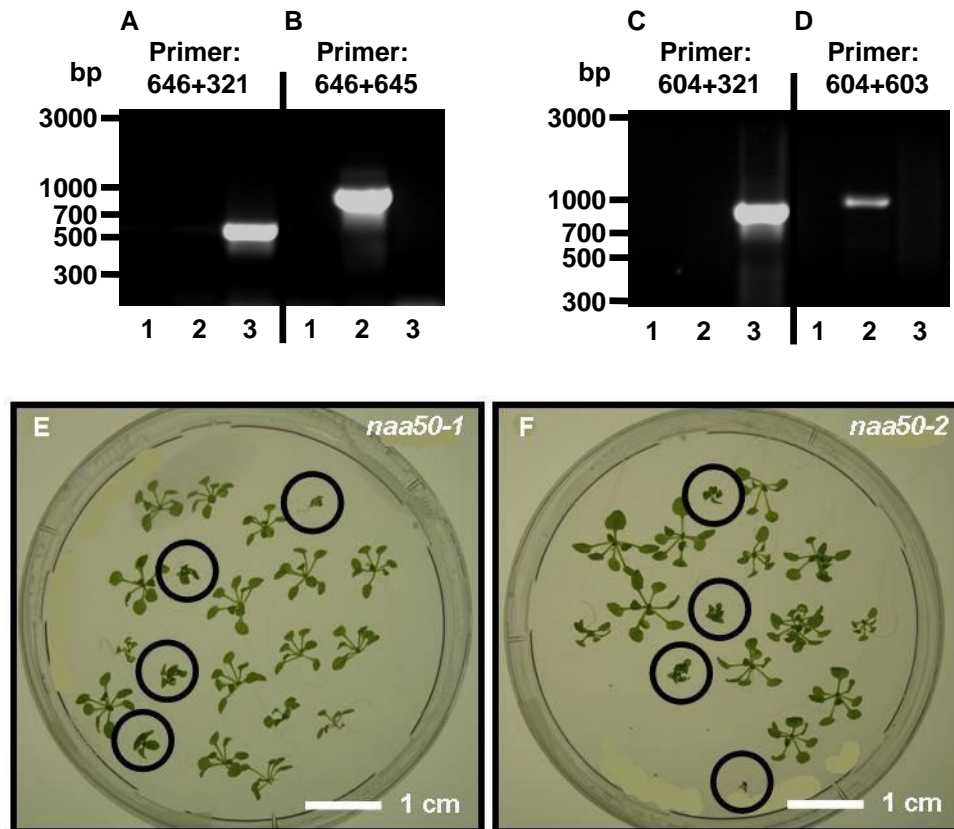 A B C D
Primer: Primer: Primer: Primer:
bp 646+321 646+645 bp 604+321 604+603
3000 3000
1000 1000
700 700
500 500
300 300
1 2 3 1 2 3 1 2 3 1 2 3
E naa50-1 F naa50-2
1 cm 1 cm